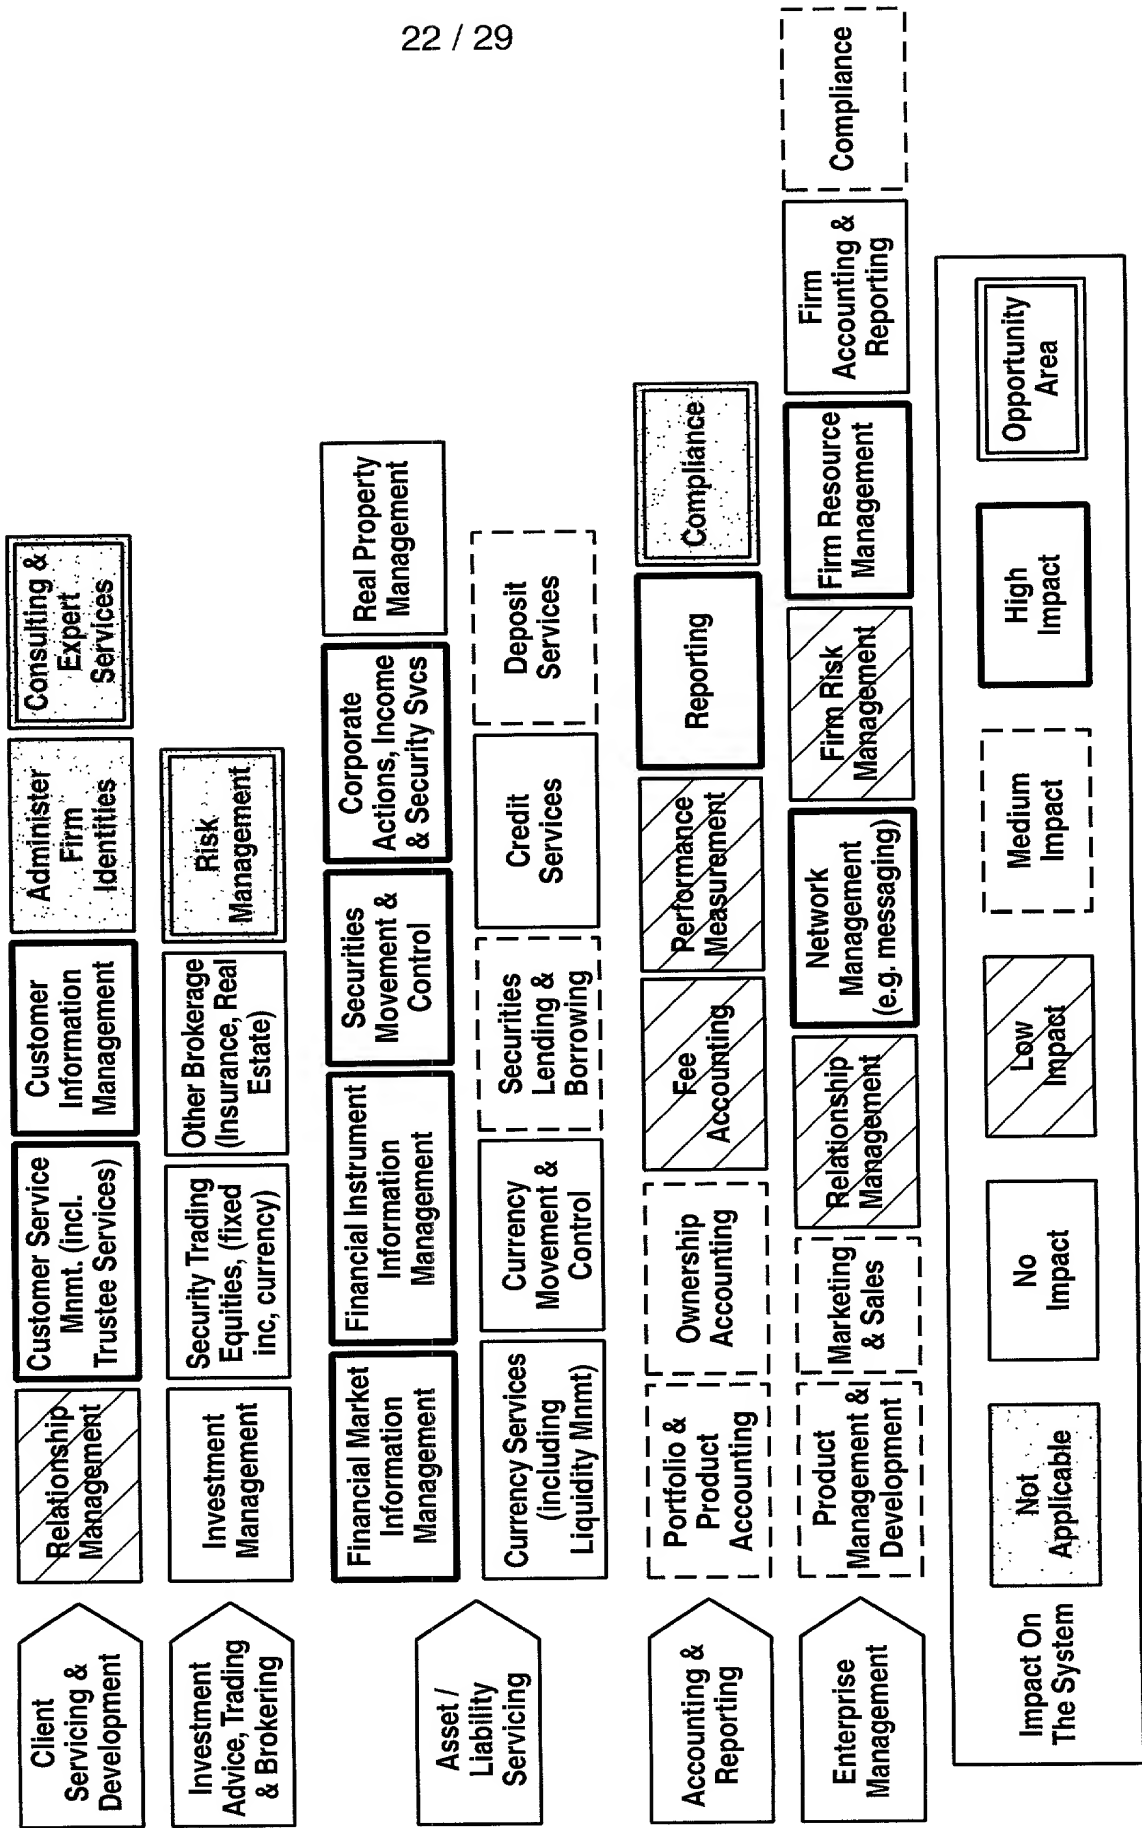 22 / 29
Client
Servicing &
Development
Relationship
Management
Customer Service
Mnmt. (incl.
Trustee Services)
Customer
Information
Management
Administer
Firm
Identities
Consulting &
Expert
Services
Investment
Advice, Trading
& Brokering
Investment
Management
Security Trading
Equities, (fixed
inc, currency)
Other Brokerage
(Insurance, Real
Estate)
Risk
Management
Asset /
Liability
Servicing
Financial Market
Information
Management
Financial Instrument
Information
Management
Securities
Movement &
Control
Corporate
Actions, Income
& Security Svcs
Real Property
Management
Currency Services
(including
Liquidity Mnmt)
Currency
Movement &
Control
Securities
Lending &
Borrowing
Credit
Services
Deposit
Services
Accounting &
Reporting
Portfolio &
Product
Accounting
Ownership
Accounting
Fee
Accounting
Performance
Measurement
Reporting
Compliance
Enterprise
Management
Product
Management &
Development
Marketing
& Sales
Relationship
Management
Network
Management
(e.g. messaging)
Firm Risk
Management
Firm Resource
Management
Firm
Accounting &
Reporting
Compliance
Impact On
The System
Not
Applicable
No
Impact
Low
Impact
Medium
Impact
High
Impact
Opportunity
Area